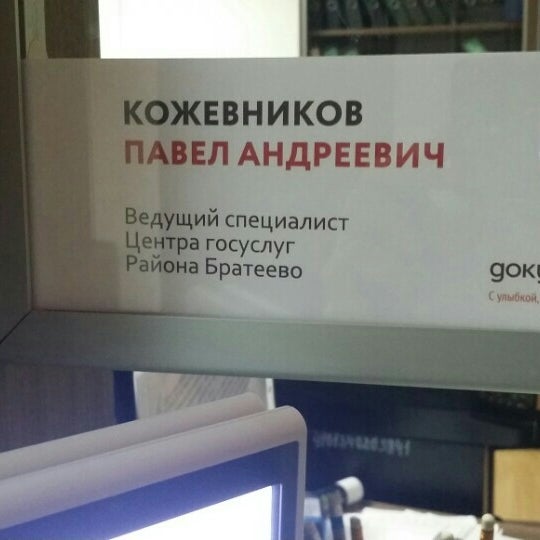 КОЖЕВНИКОВ
ПАВЕЛ АНДРЕЕВИЧ
Ведущий специалист
Центра госуслуг
Района Братеево
С улыбкой,